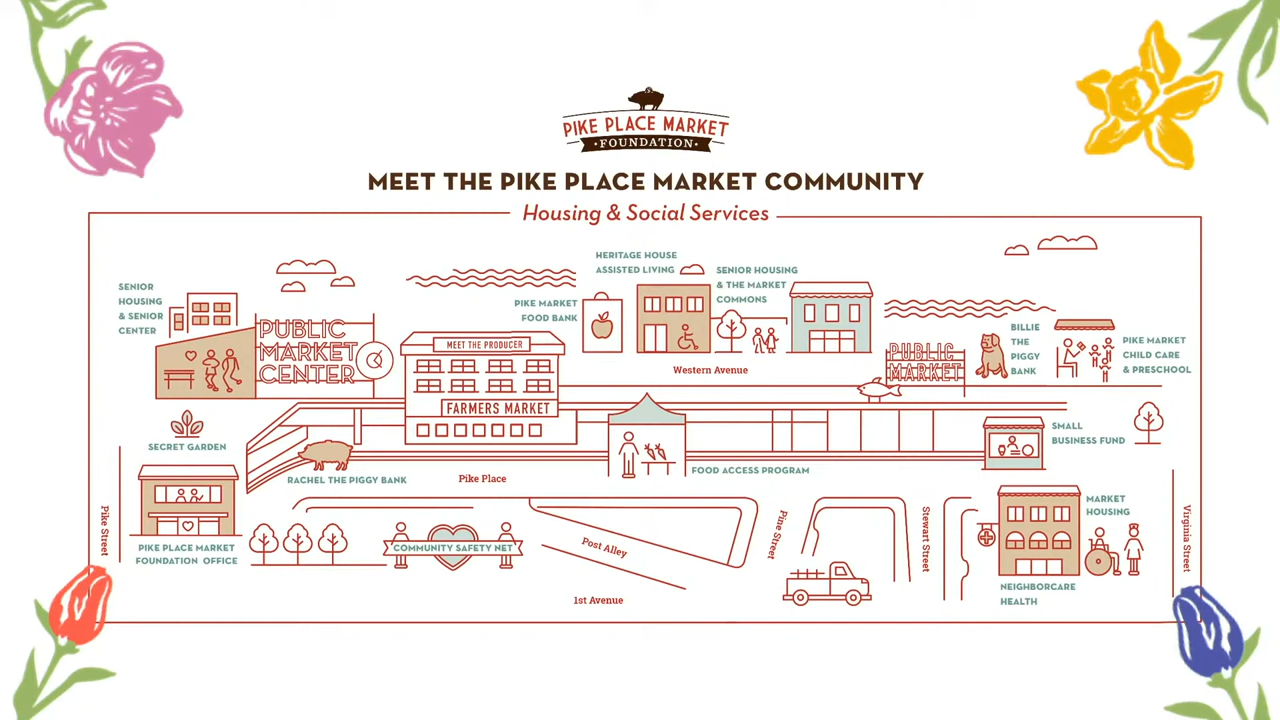 PIKE PLACE MARKET
FOUNDATION
MEET THE PIKE PLACE MARKET COMMUNITY
Housing & Social Services
SENIOR
HOUSING
& SENIOR
CENTER
PUBLIC
MARKET
CENTER
MEET THE PRODUCER
FARMERS MARKET
PIKE MARKET
FOOD BANK
HERITAGE HOUSE
ASSISTED LIVING
SENIOR HOUSING
& THE MARKET
COMMONS
Western Avenue
PUBLIC
MARKET
BILLIE
THE
PIGGY
BANK
PIKE MARKET
CHILD CARE
& PRESCHOOL
SECRET GARDEN
RACHEL THE PIGGY BANK
Pike Place
FOOD ACCESS PROGRAM
SMALL
BUSINESS FUND
Pike Street
PIKE PLACE MARKET
FOUNDATION OFFICE
COMMUNITY SAFETY NET
Post Alley
1st Avenue
Pine Street
Stewart Street
MARKET
HOUSING
NEIGHBORCARE
HEALTH
Virginia Street